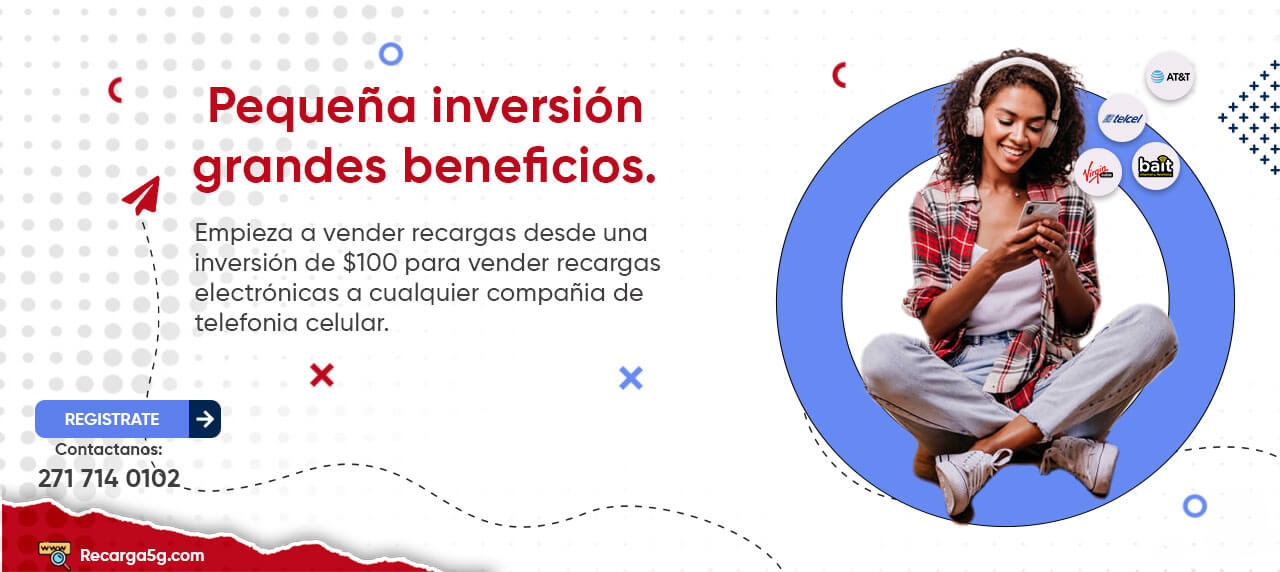 Pequeña inversión
grandes beneficios.
Empieza a vender recargas desde una
inversión de $100 para vender recargas
electrónicas a cualquier compañia de
telefonia celular.
REGISTRATE
Contactanos:
271 714 0102
www
Recarga5g.com
AT&T
telcel
Virgin
bait